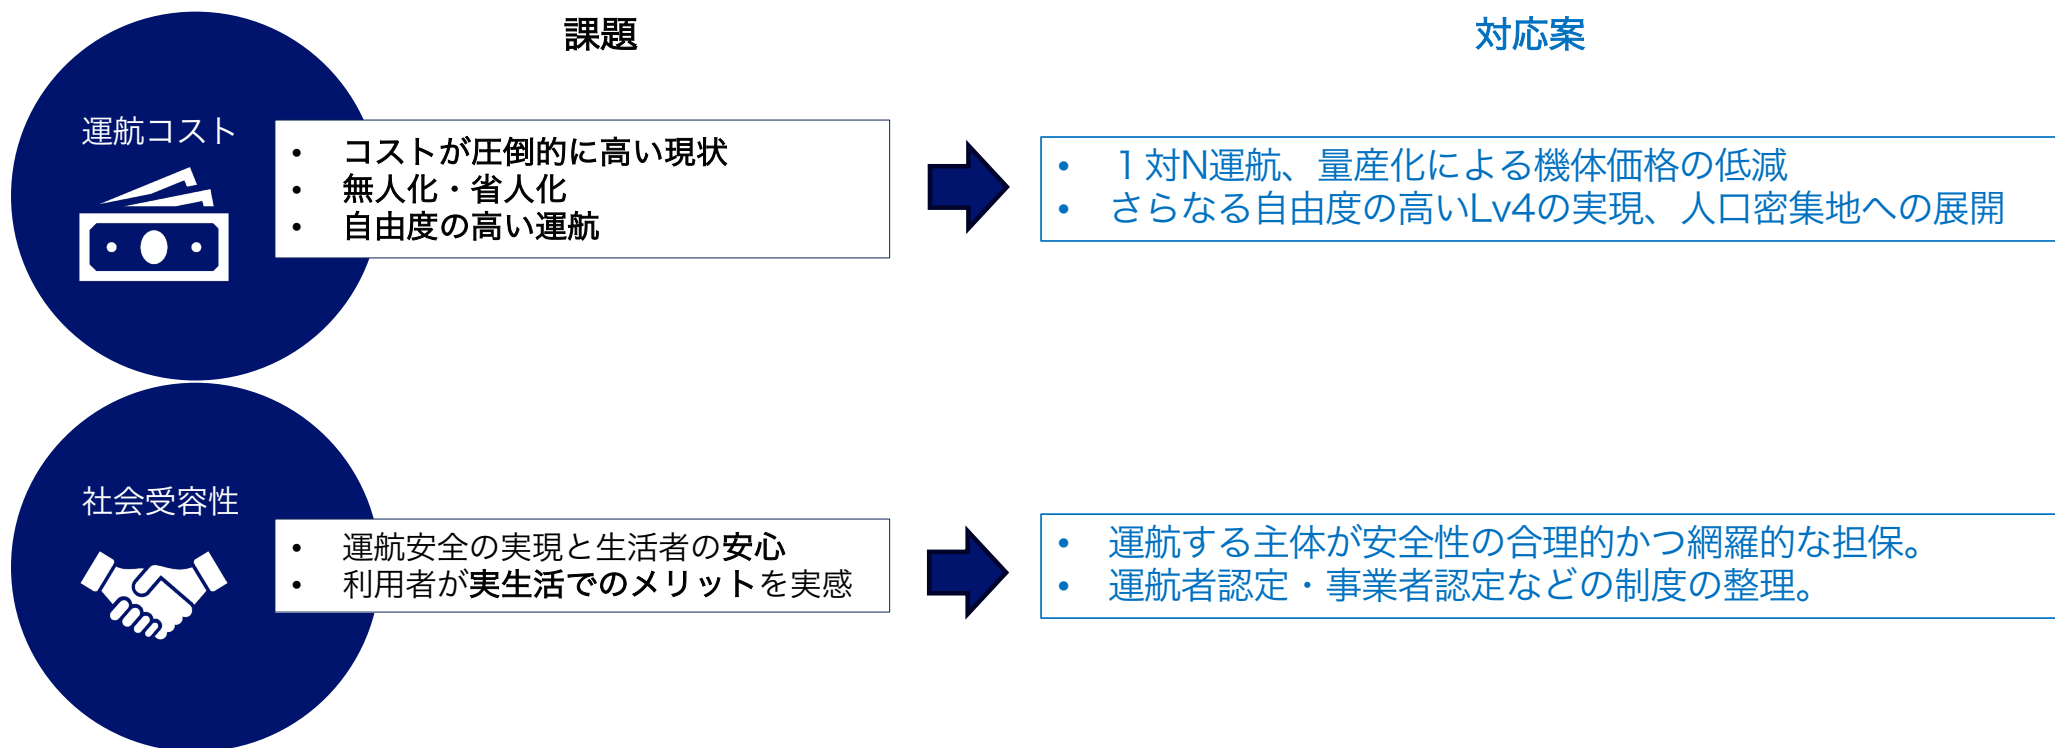 課題
対応案
運航コスト
• コストが圧倒的に高い現状
• 無人化・省人化
• 自由度の高い運航
• １対N運航、量産化による機体価格の低減
• さらなる自由度の高いLv4の実現、人口密集地への展開
社会受容性
• 運航安全の実現と生活者の安心
• 利用者が実生活でのメリットを実感
• 運航する主体が安全性の合理的かつ網羅的な担保。
• 運航者認定・事業者認定などの制度の整理。